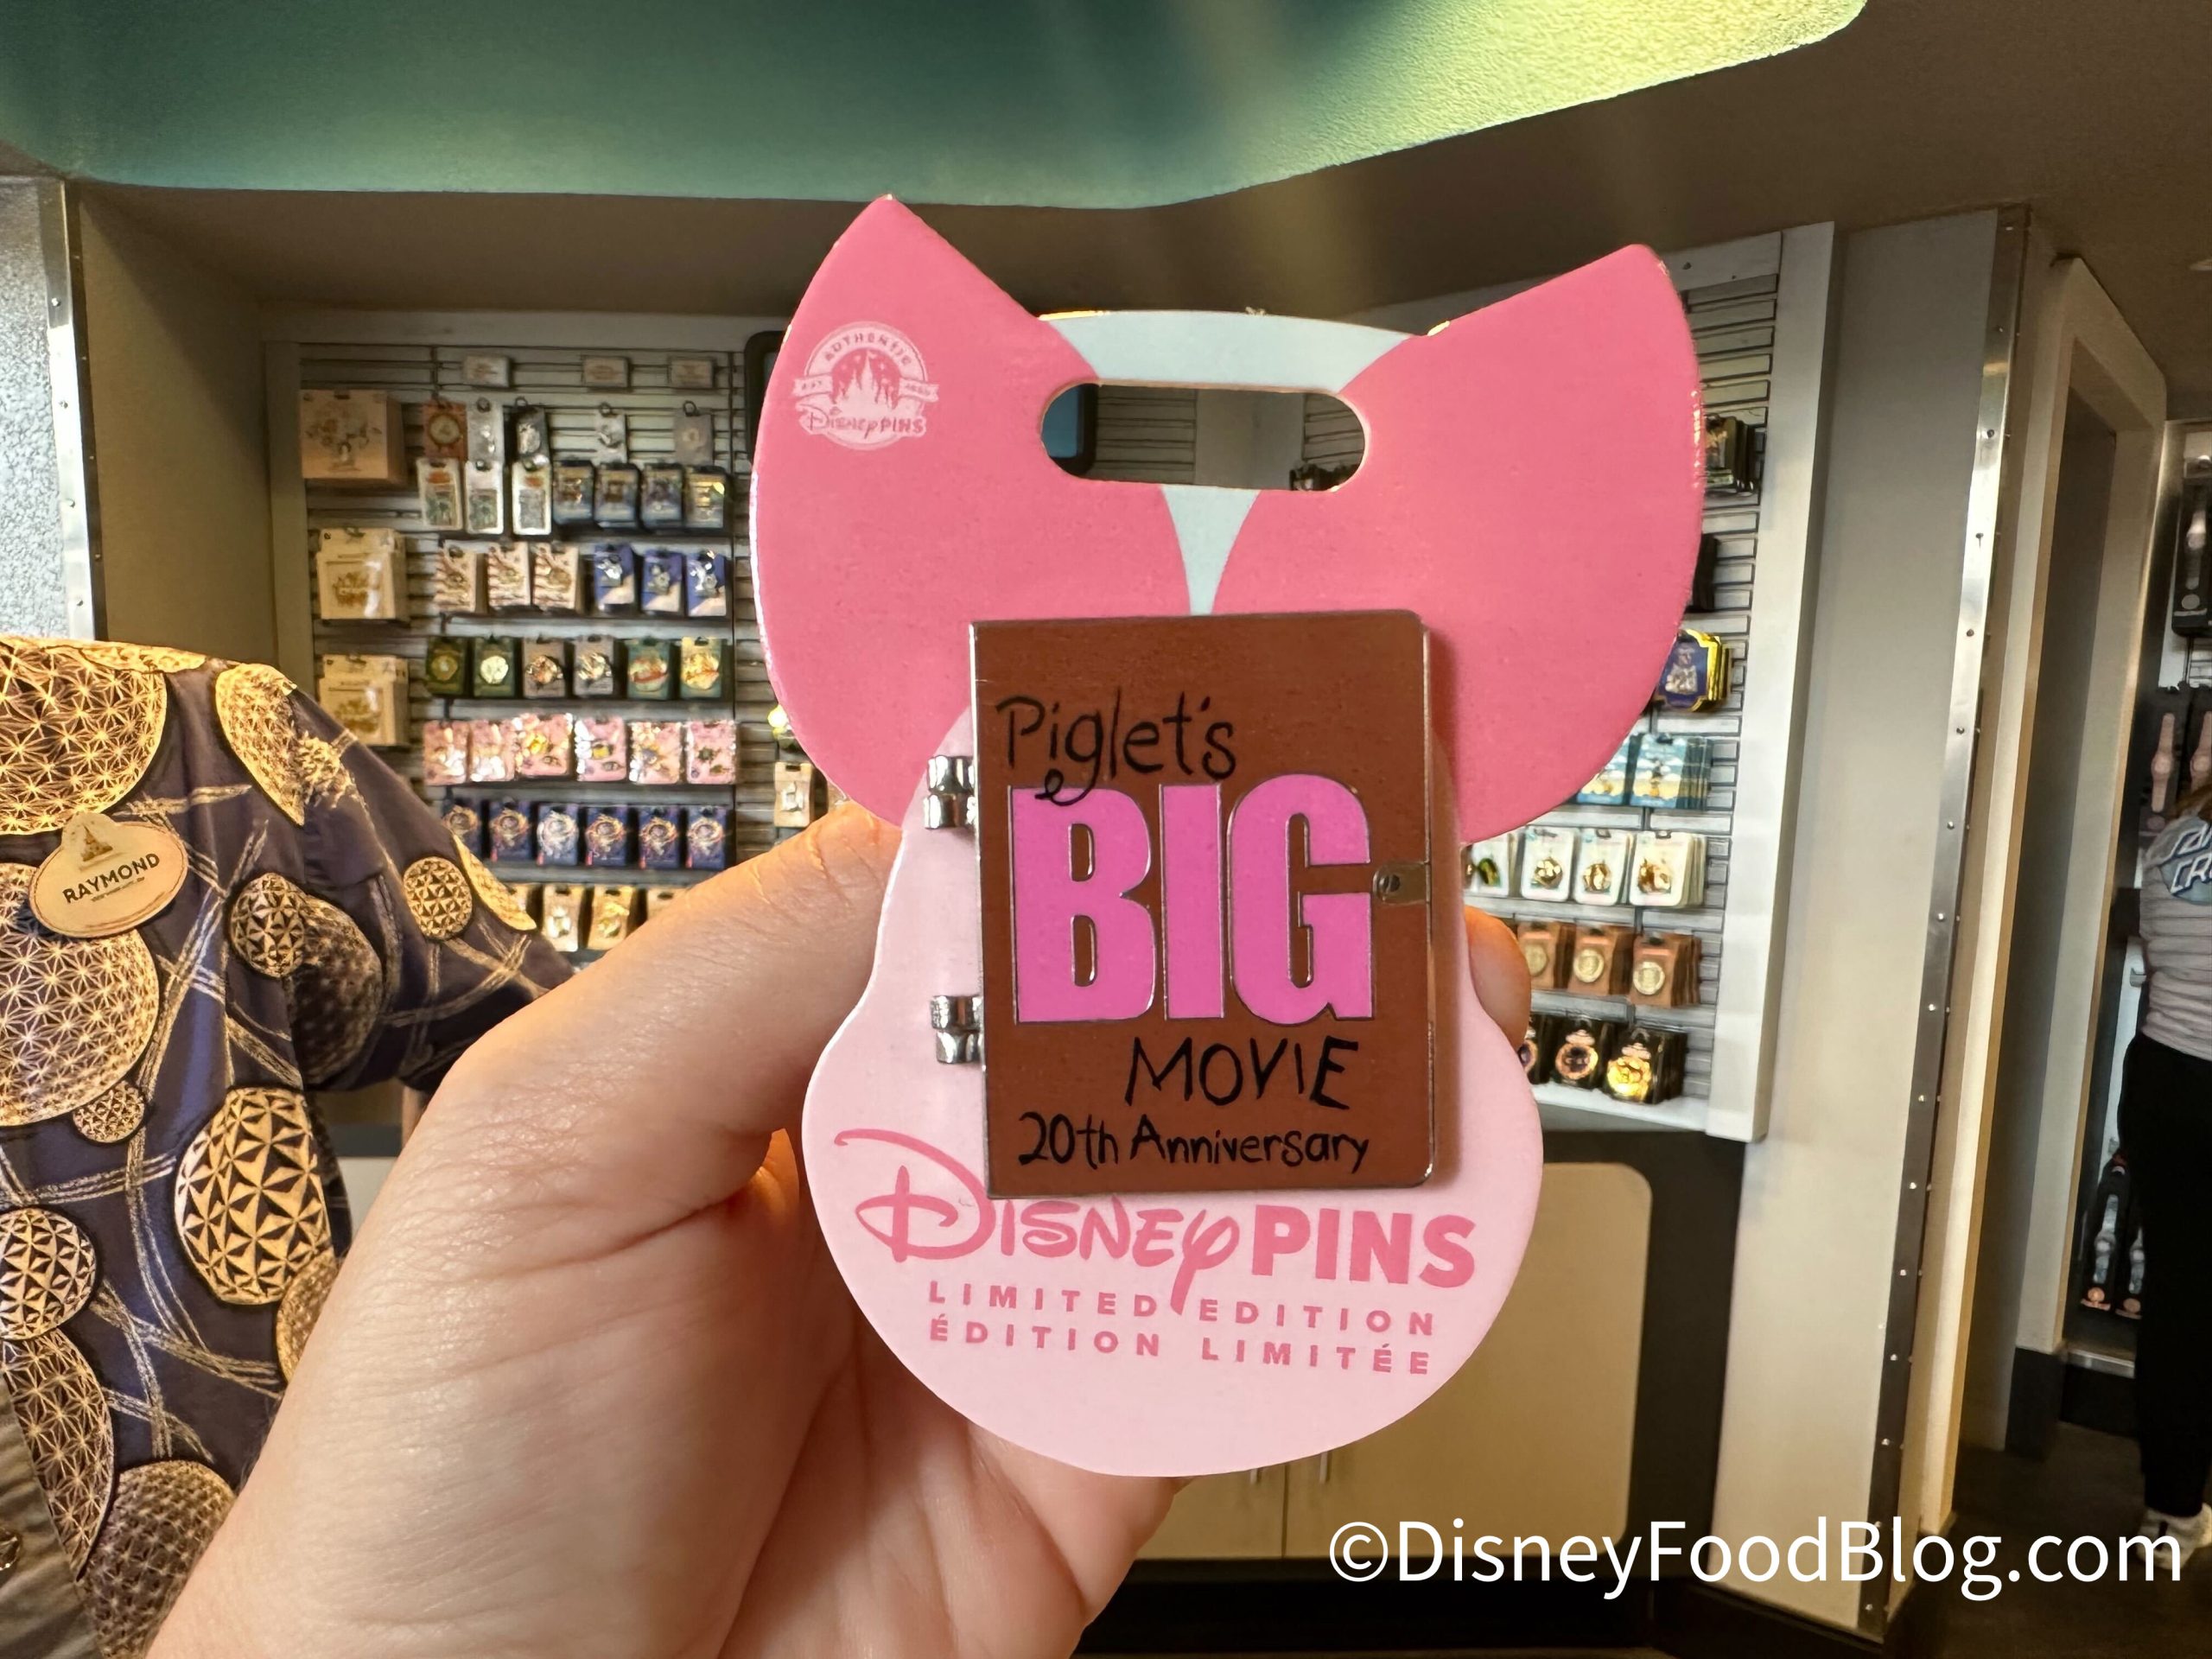 AUTHENTIC
Disney PINS
Piglet's
BIG
MOVIE
20th Anniversary
Disney PINS
LIMITED EDITION
ÉDITION LIMITÉE
RAYMOND
©DisneyFoodBlog.com